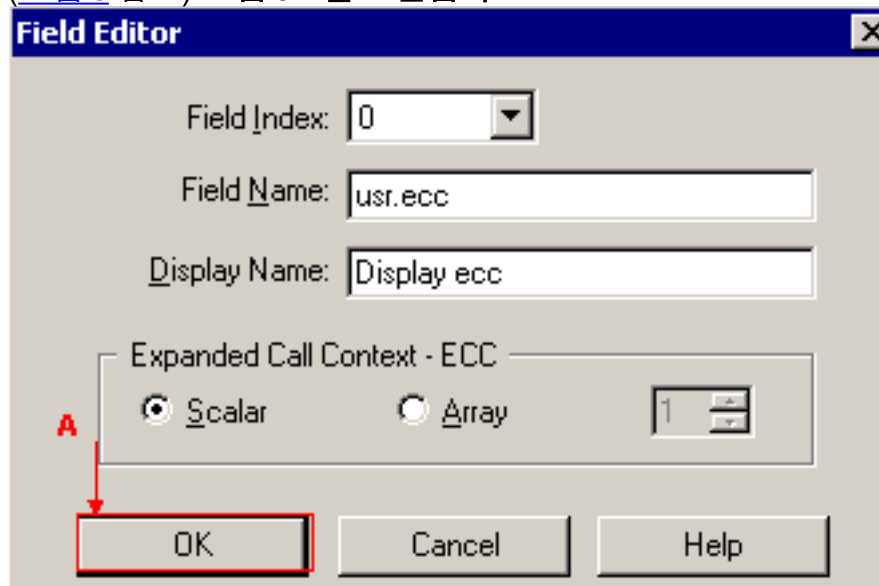 Field Editor
Field Index: 0
Field Name: usr.ecc
Display Name: Display ecc
Expanded Call Context - ECC
Scalar Array 1
A
OK Cancel Help